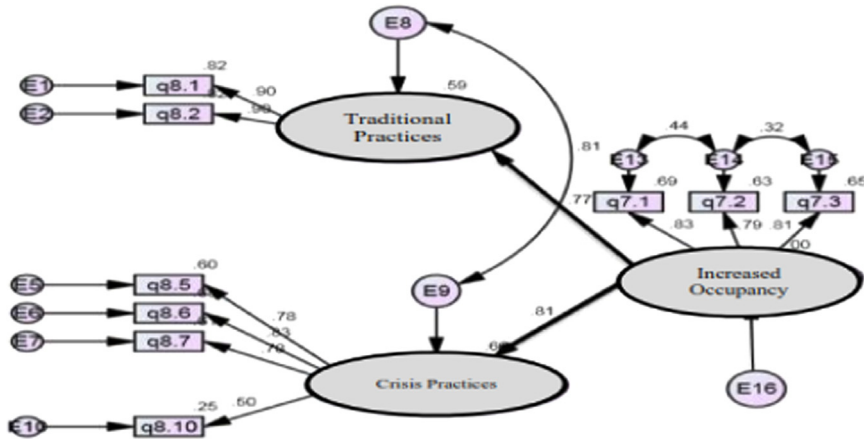 E8
.82
.59
E1
q8.1
.90
E2
q8.2
.90
Traditional
Practices
.81
.44
.32
E13
E14
E15
.69
.63
.65
q7.1
q7.2
q7.3
.77
.83
.79
.81
.00
Increased
Occupancy
.60
E5
q8.5
E9
E6
q8.6
.78
.81
.83
E7
q8.7
.79
Crisis Practices
E16
.25
.50
E10
q8.10